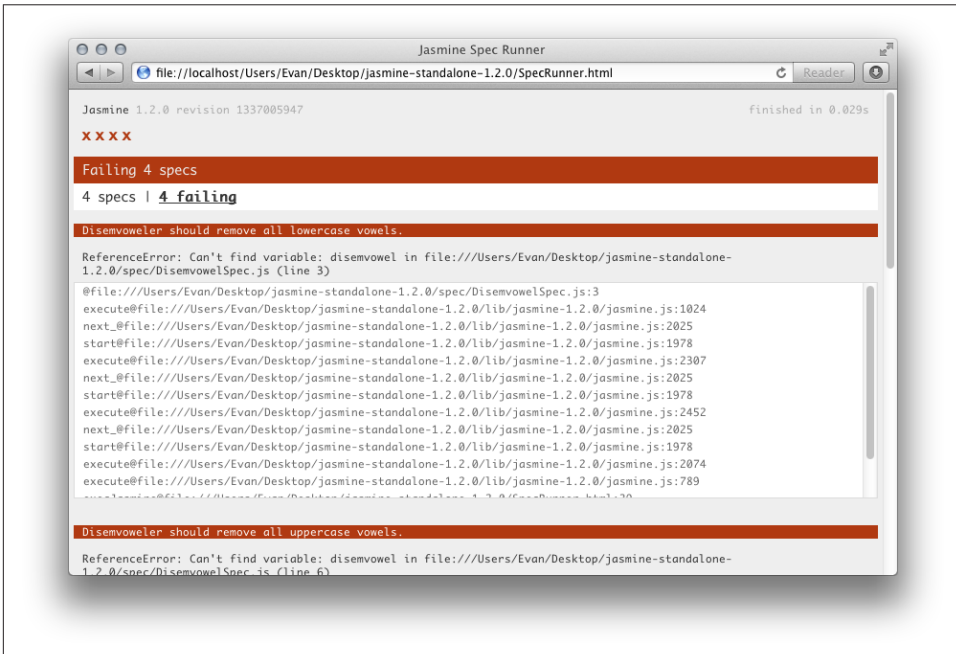 Jasmine Spec Runner
file://localhost/Users/Evan/Desktop/jasmine-standalone-1.2.0/SpecRunner.html
Reader
Jasmine 1.2.0 revision 1337005947
finished in 0.029s
x x x x
Failing 4 specs
4 specs | 4 failing
Disemvoweler should remove all lowercase vowels.
ReferenceError: Can't find variable: disemvowel in file:///Users/Evan/Desktop/jasmine-standalone-
1.2.0/spec/DisemvowelSpec.js (line 3)
@file:///Users/Evan/Desktop/jasmine-standalone-1.2.0/spec/DisemvowelSpec.js:3
execute@file:///Users/Evan/Desktop/jasmine-standalone-1.2.0/lib/jasmine-1.2.0/jasmine.js:1024
next_@file:///Users/Evan/Desktop/jasmine-standalone-1.2.0/lib/jasmine-1.2.0/jasmine.js:2025
start@file:///Users/Evan/Desktop/jasmine-standalone-1.2.0/lib/jasmine-1.2.0/jasmine.js:1978
execute@file:///Users/Evan/Desktop/jasmine-standalone-1.2.0/lib/jasmine-1.2.0/jasmine.js:2307
next_@file:///Users/Evan/Desktop/jasmine-standalone-1.2.0/lib/jasmine-1.2.0/jasmine.js:2025
start@file:///Users/Evan/Desktop/jasmine-standalone-1.2.0/lib/jasmine-1.2.0/jasmine.js:1978
execute@file:///Users/Evan/Desktop/jasmine-standalone-1.2.0/lib/jasmine-1.2.0/jasmine.js:2452
next_@file:///Users/Evan/Desktop/jasmine-standalone-1.2.0/lib/jasmine-1.2.0/jasmine.js:2025
start@file:///Users/Evan/Desktop/jasmine-standalone-1.2.0/lib/jasmine-1.2.0/jasmine.js:1978
execute@file:///Users/Evan/Desktop/jasmine-standalone-1.2.0/lib/jasmine-1.2.0/jasmine.js:2074
execute@file:///Users/Evan/Desktop/jasmine-standalone-1.2.0/lib/jasmine-1.2.0/jasmine.js:789
Disemvoweler should remove all uppercase vowels.
ReferenceError: Can't find variable: disemvowel in file:///Users/Evan/Desktop/jasmine-standalone-
1.2.0/spec/DisemvowelSpec.js (line 6)